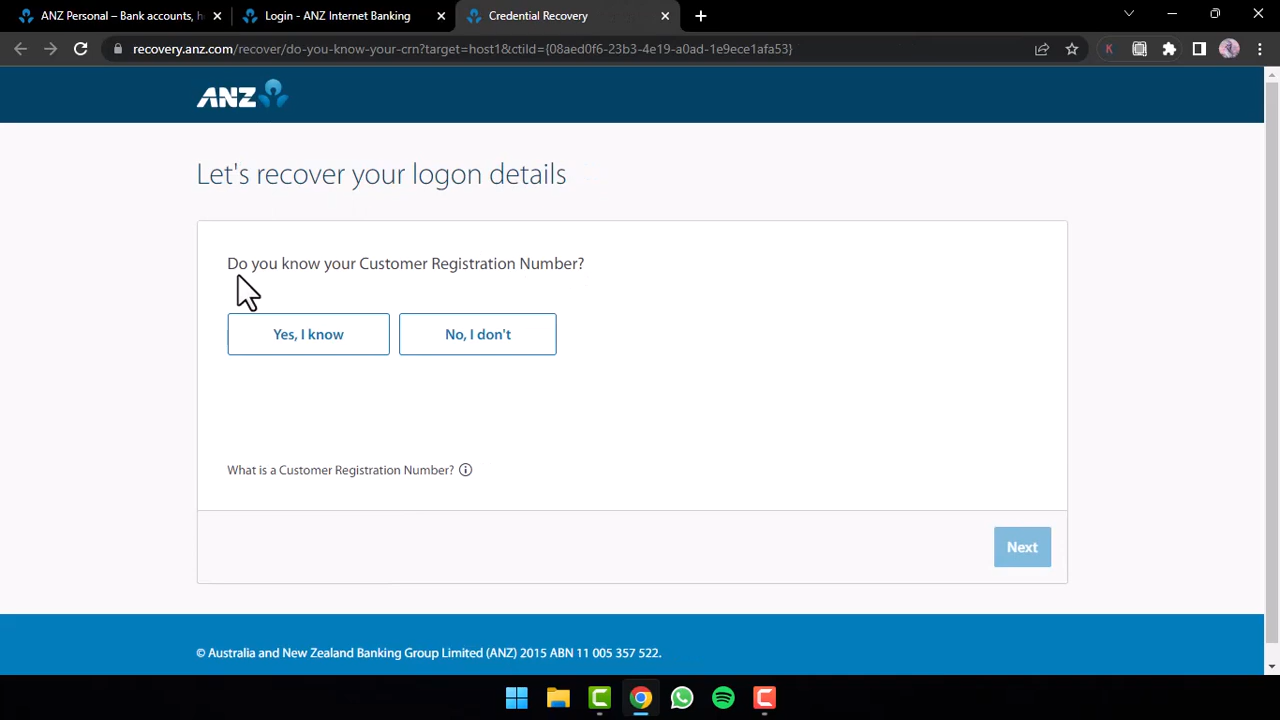 ANZ Personal – Bank accounts, h
Login - ANZ Internet Banking
Credential Recovery
recovery.anz.com/recover/do-you-know-your-crn?target=host1&ctiId={08aed0f6-23b3-4e19-a0ad-1e9ece1afa53}
K
ANZ
Let's recover your logon details
Do you know your Customer Registration Number?
Yes, I know
No, I don't
What is a Customer Registration Number?
Next
© Australia and New Zealand Banking Group Limited (ANZ) 2015 ABN 11 005 357 522.